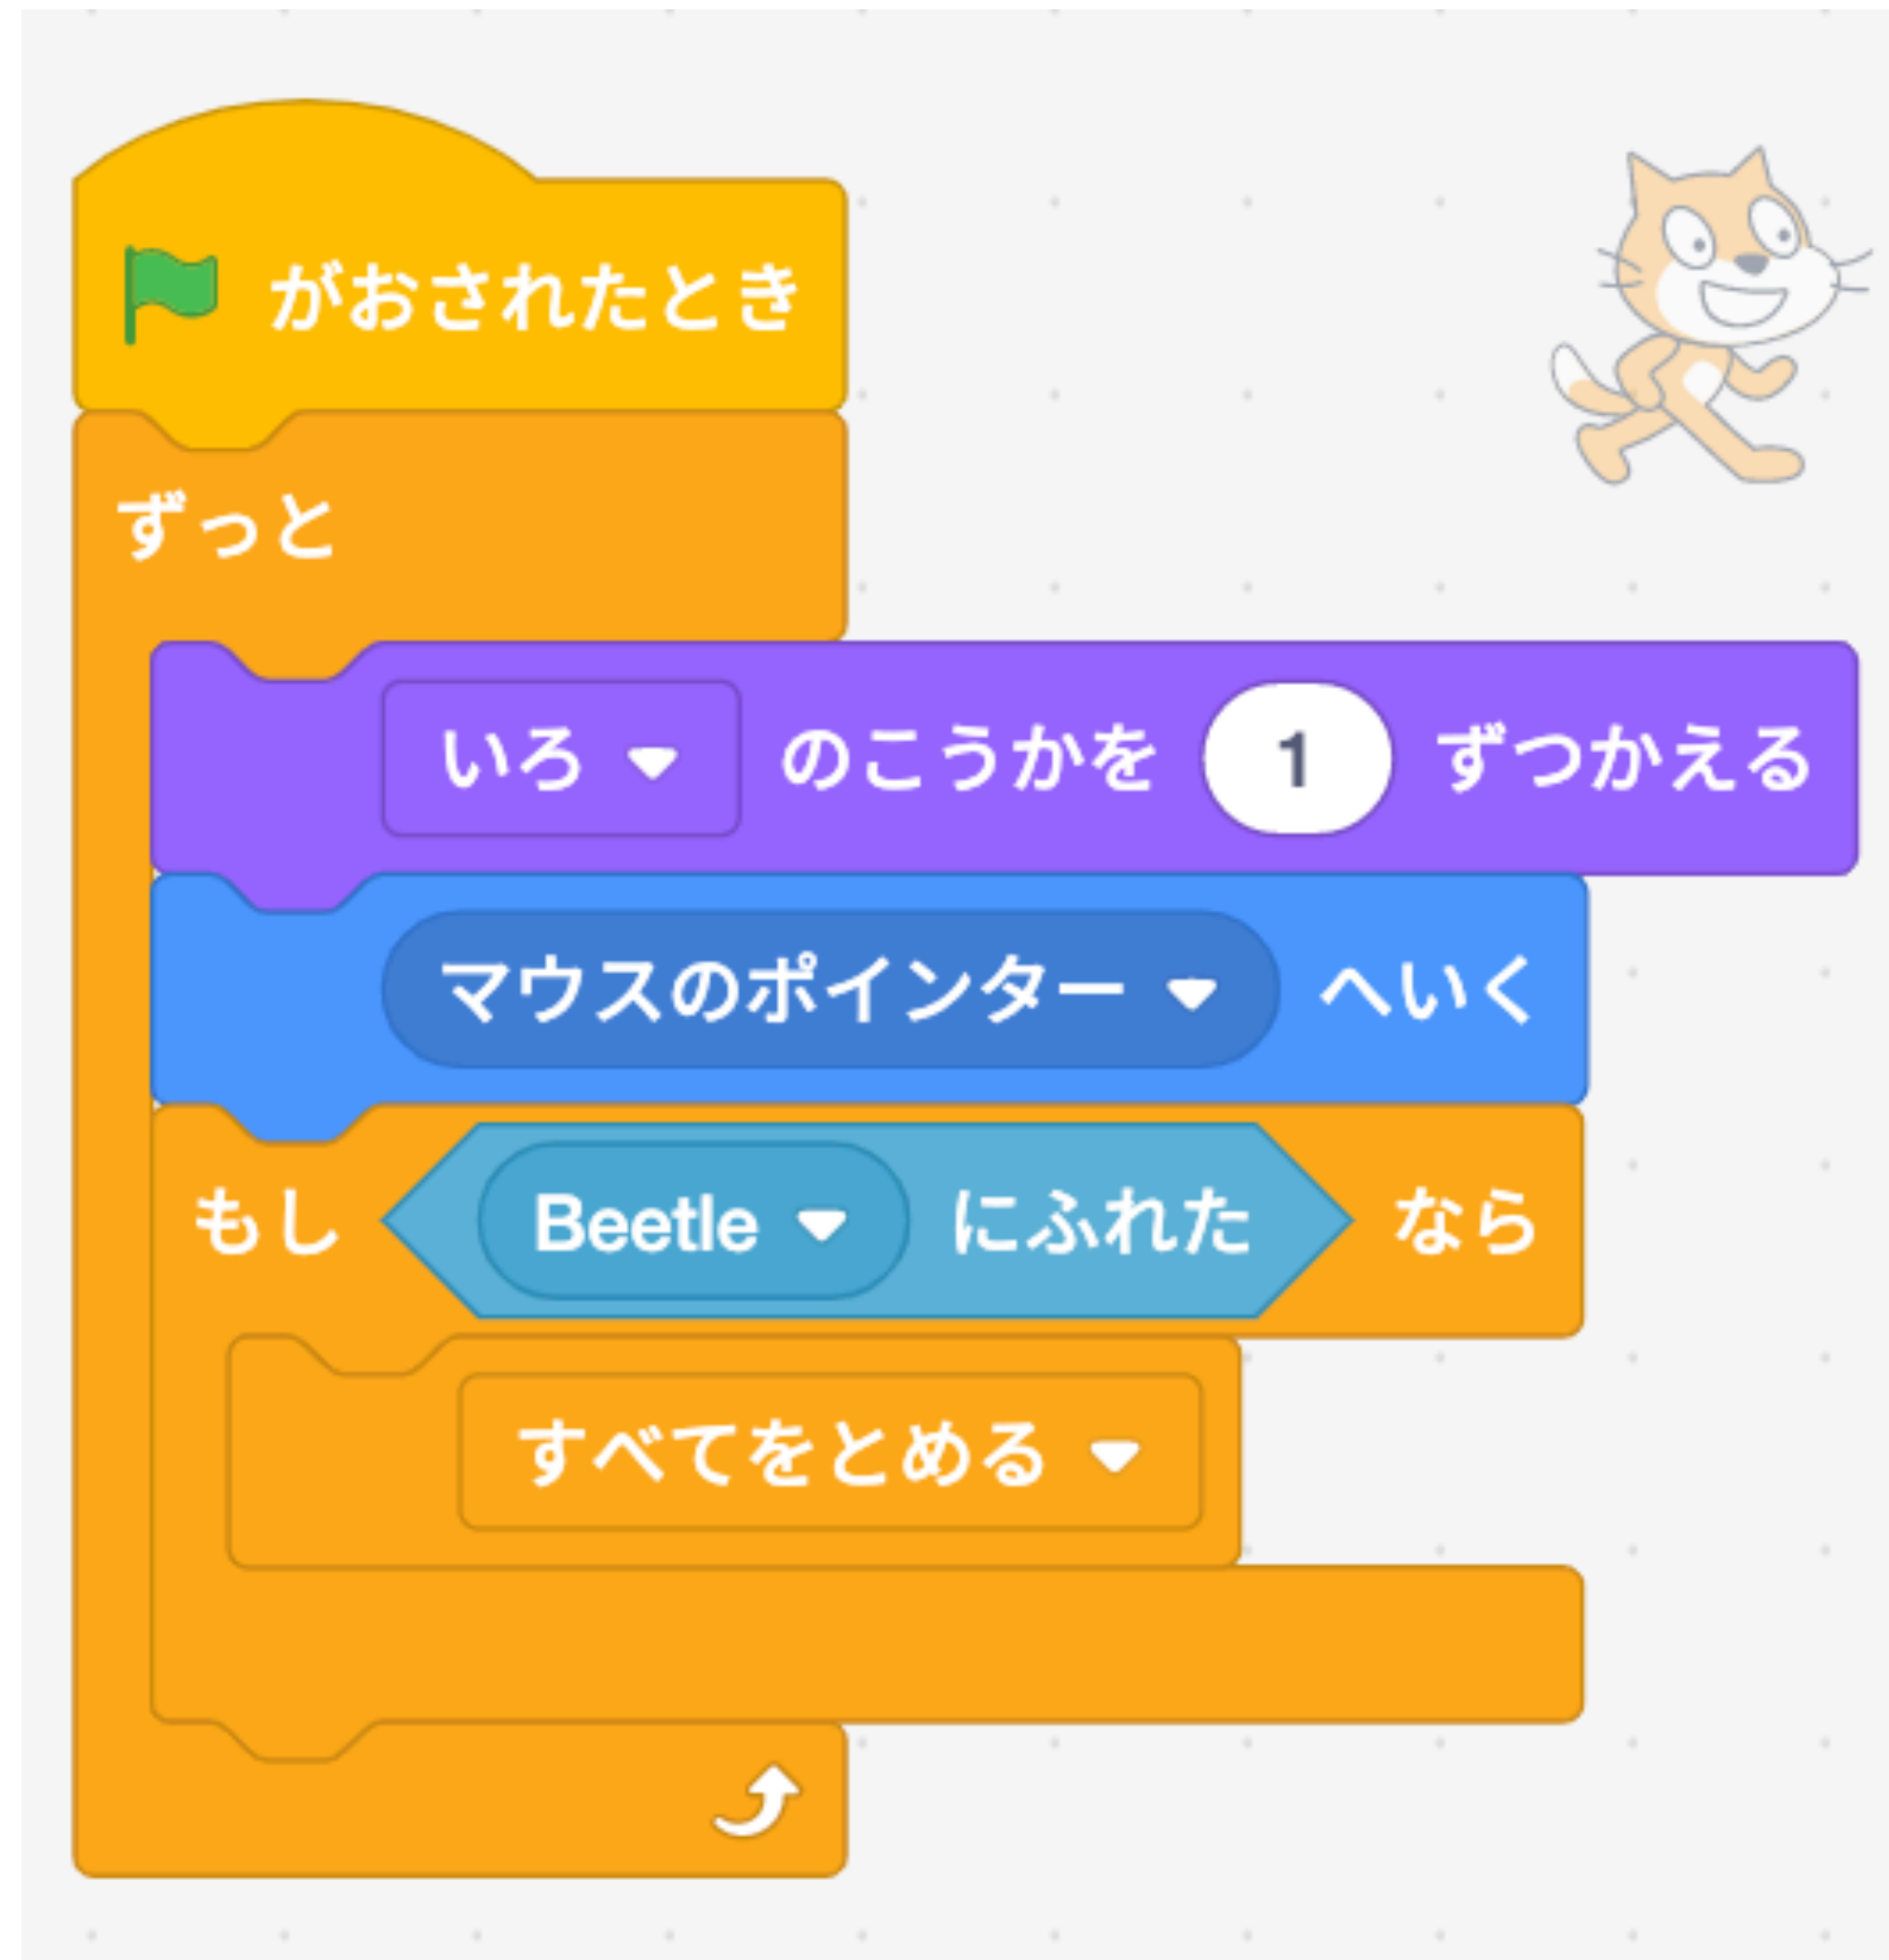 がおされたとき
ずっと
いろ のこうかを 1 ずつかえる
マウスのポインター へいく
もし Beetle にふれた なら
すべてをとめる